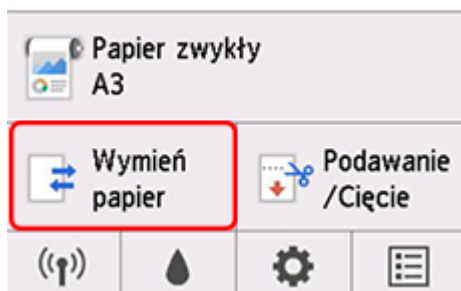 Papier zwykły
A3
Wymień
papier
Podawanie
/Cięcie